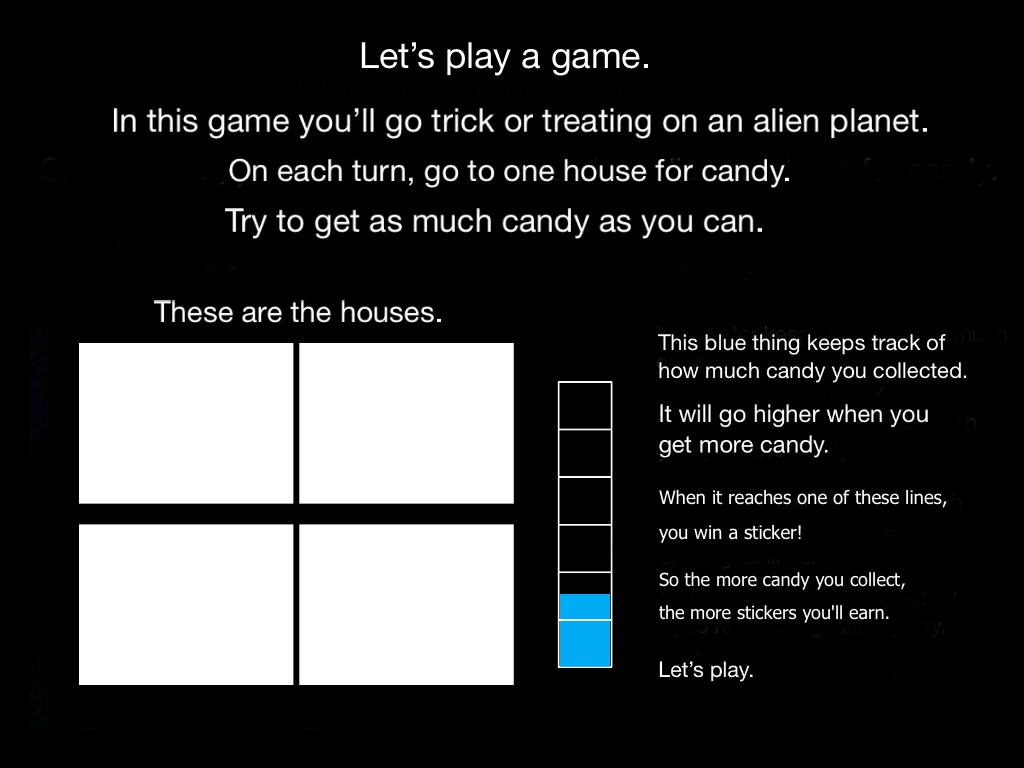 Let's play a game.
In this game you'll go trick or treating on an alien planet.
On each turn, go to one house for candy.
Try to get as much candy as you can.
These are the houses.
This blue thing keeps track of
how much candy you collected.
It will go higher when you
get more candy.
When it reaches one of these lines,
you win a sticker!
So the more candy you collect,
the more stickers you'll earn.
Let's play.